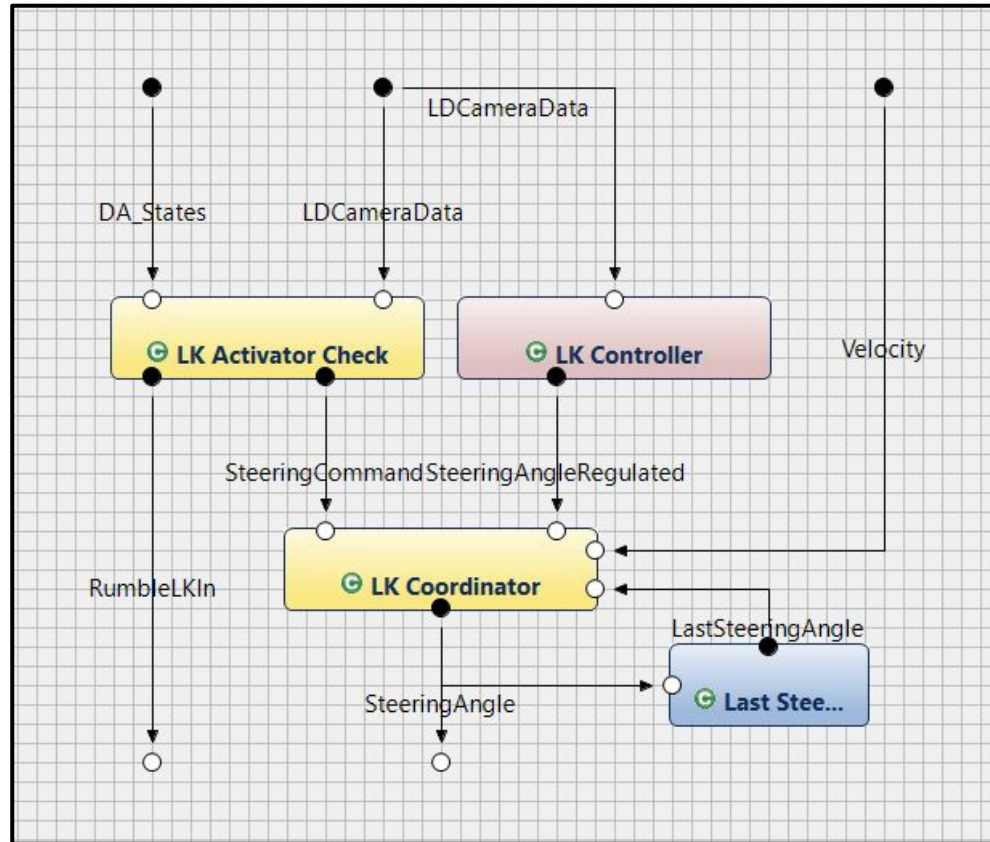 LDCameraData
DA_States
LDCameraData
C LK Activator Check
C LK Controller
Velocity
SteeringCommand
SteeringAngleRegulated
RumbleLKIn
C LK Coordinator
LastSteeringAngle
SteeringAngle
C Last Stee...